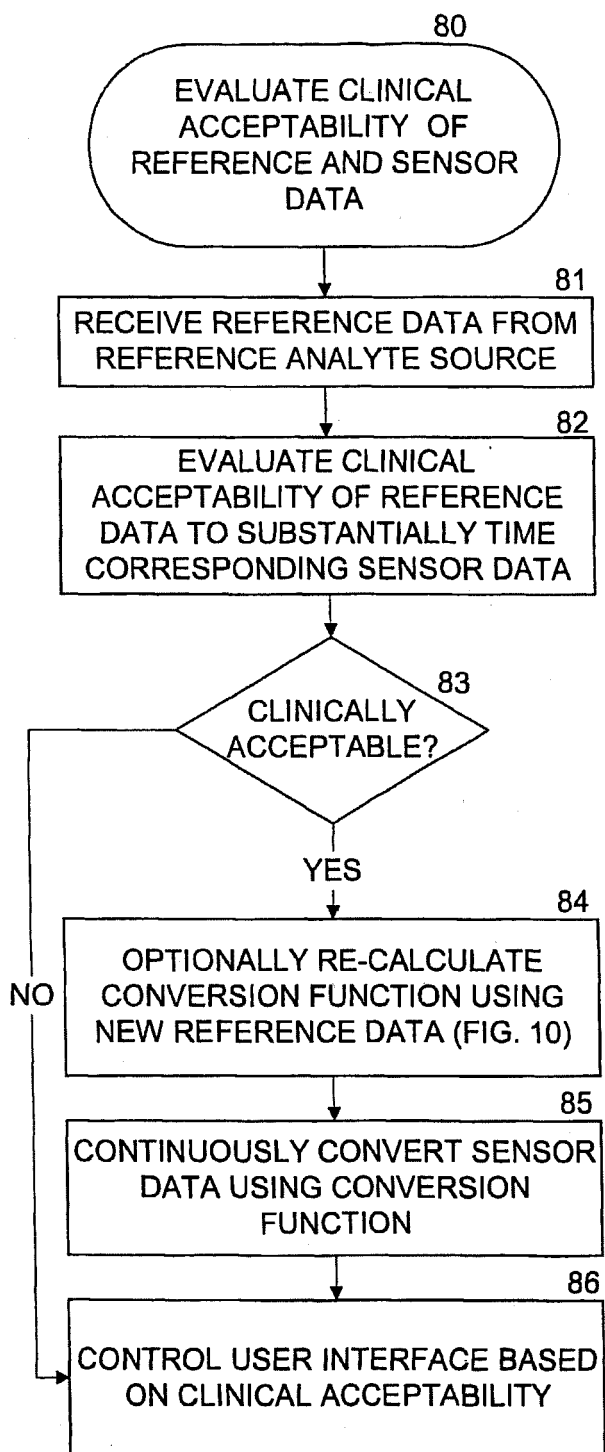 80
EVALUATE CLINICAL
ACCEPTABILITY OF
REFERENCE AND SENSOR
DATA
81
RECEIVE REFERENCE DATA FROM
REFERENCE ANALYTE SOURCE
82
EVALUATE CLINICAL
ACCEPTABILITY OF REFERENCE
DATA TO SUBSTANTIALLY TIME
CORRESPONDING SENSOR DATA
83
CLINICALLY
ACCEPTABLE?
YES
84
NO
OPTIONALLY RE-CALCULATE
CONVERSION FUNCTION USING
NEW REFERENCE DATA (FIG. 10)
85
CONTINUOUSLY CONVERT SENSOR
DATA USING CONVERSION
FUNCTION
86
CONTROL USER INTERFACE BASED
ON CLINICAL ACCEPTABILITY